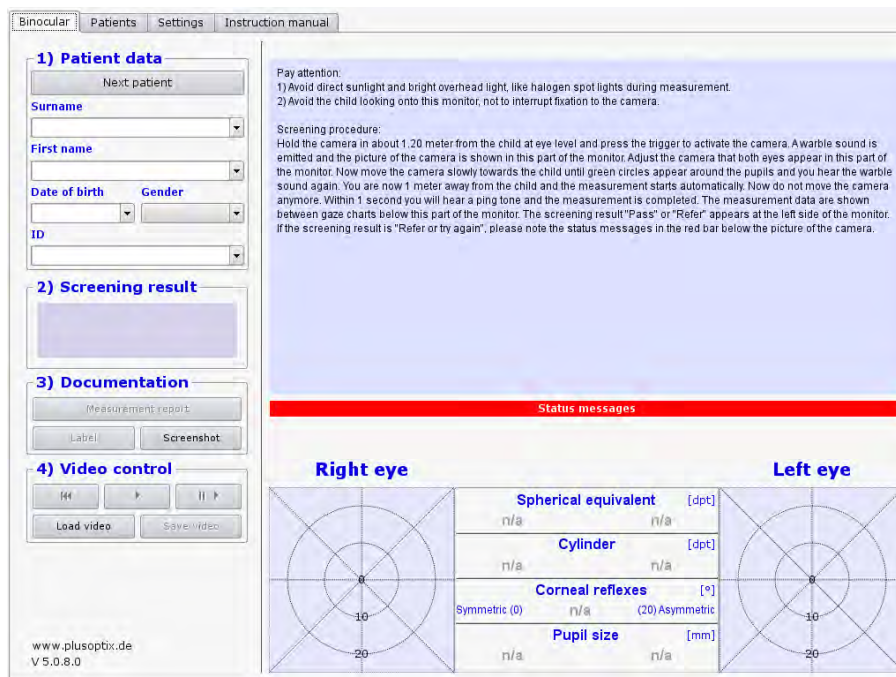 Binocular Patients Settings Instruction manual
1) Patient data
Next patient
Surname
First name
Date of birth Gender
ID
2) Screening result
3) Documentation
Measurement report
Label Screenshot
4) Video control
Load video Save video
www.plusoptix.de
V 5.0.8.0
Pay attention:
1) Avoid direct sunlight and bright overhead light, like halogen spot lights during measurement.
2) Avoid the child looking onto this monitor, not to interrupt fixation to the camera.
Screening procedure:
Hold the camera in about 1,20 meter from the child at eye level and press the trigger to activate the camera. A warble sound is
emitted and the picture of the camera is shown in this part of the monitor. Adjust the camera that both eyes appear in this part of
the monitor. Now move the camera slowly towards the child until green circles appear around the pupils and you hear the warble
sound again. You are now 1 meter away from the child and the measurement starts automatically. Now do not move the camera
anymore. Within 1 second you will hear a ping tone and the measurement is completed. The measurement data are shown
between gaze charts below this part of the monitor. The screening result "Pass" or "Refer" appears at the left side of the monitor.
If the screening result is "Refer or try again", please note the status messages in the red bar below the picture of the camera.
Status messages
Right eye Left eye
0
10
20
Spherical equivalent [dpt]
n/a n/a
Cylinder [dpt]
n/a n/a
Corneal reflexes [º]
Symmetric (0) n/a (20) Asymmetric
Pupil size [mm]
n/a n/a
0
10
20